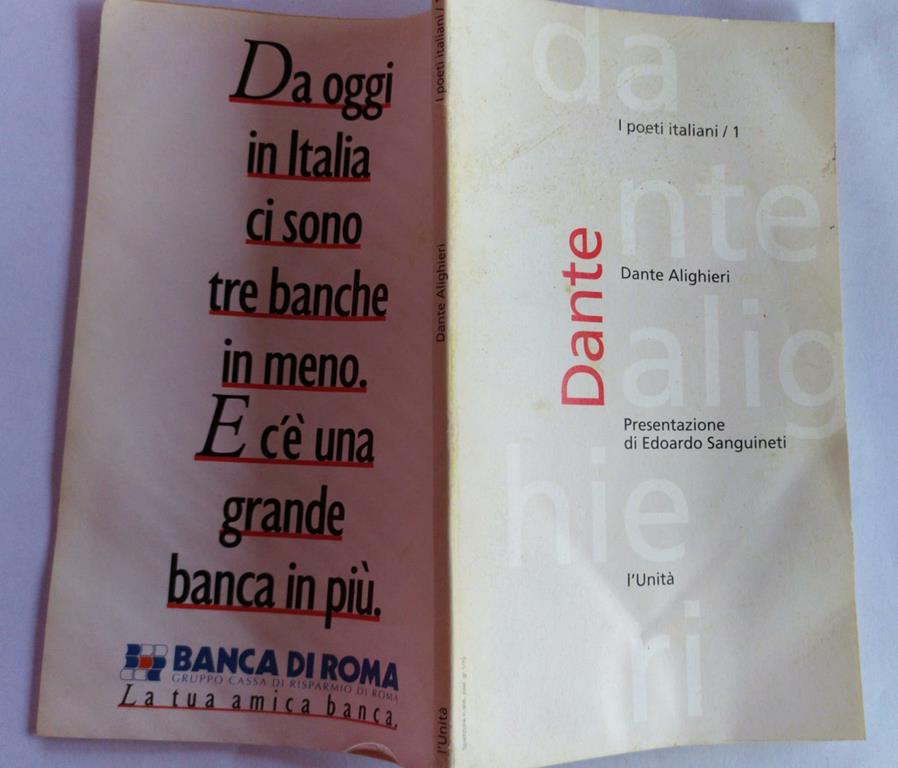 Da oggi
in Italia
ci sono
tre banche
in meno.
E c'è una
grande
banca in più.
BANCA DI ROMA
GRUPPO CASSA DI RISPARMIO DI ROMA
La tua amica banca.
I poeti italiani / 1
Dante Alighieri
l'Unità
da
nte
alig
hie
ri
I poeti italiani / 1
Dante
Dante Alighieri
Presentazione
di Edoardo Sanguineti
l'Unità